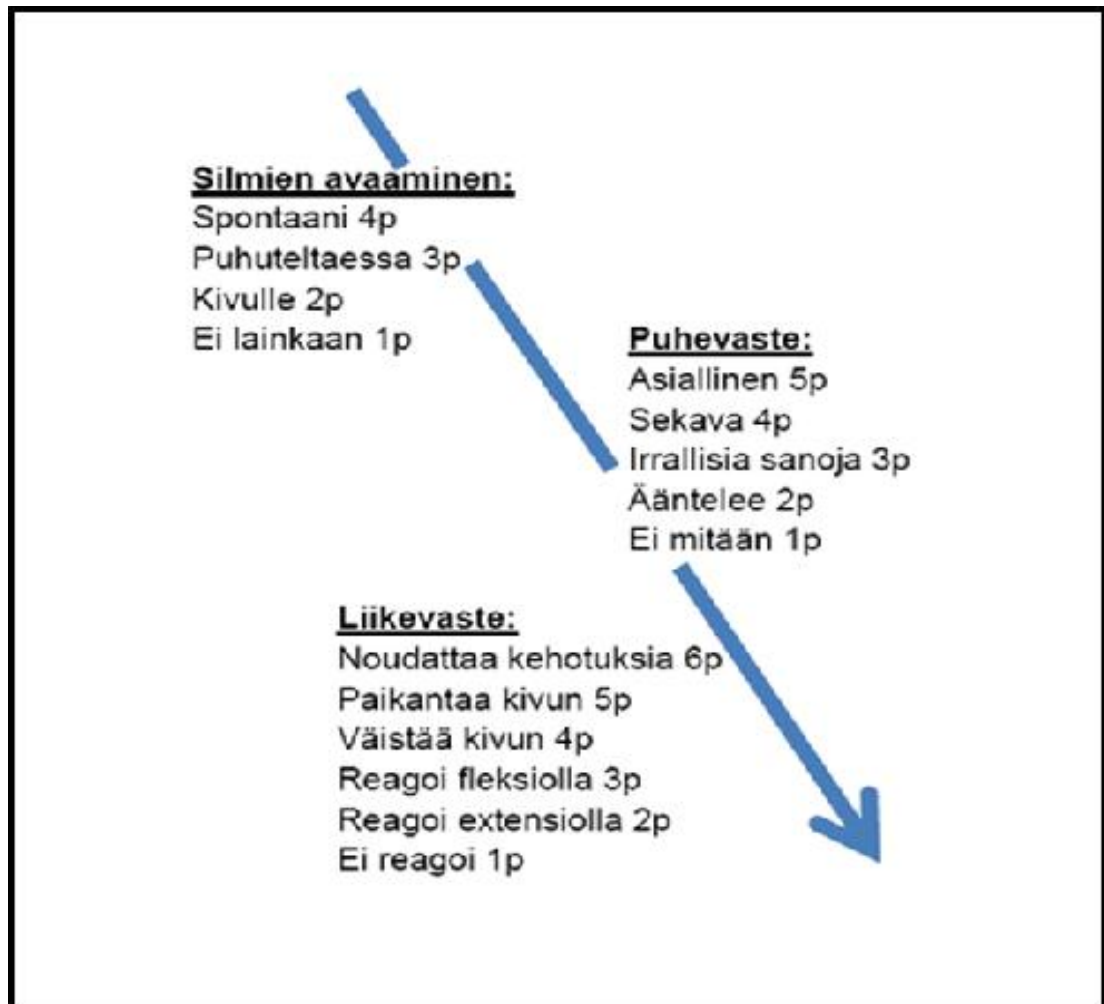 Silmien avaaminen:
Spontaani 4p
Puhuteltaessa 3p
Kivulle 2p
Ei lainkaan 1p
Puhevaste:
Asiallinen 5p
Sekava 4p
Irrallisia sanoja 3p
Ääntelee 2p
Ei mitään 1p
Liikevaste:
Noudattaa kehotuksia 6p
Paikantaa kivun 5p
Väistää kivun 4p
Reagoi fleksiolla 3p
Reagoi extensiolla 2p
Ei reagoi 1p